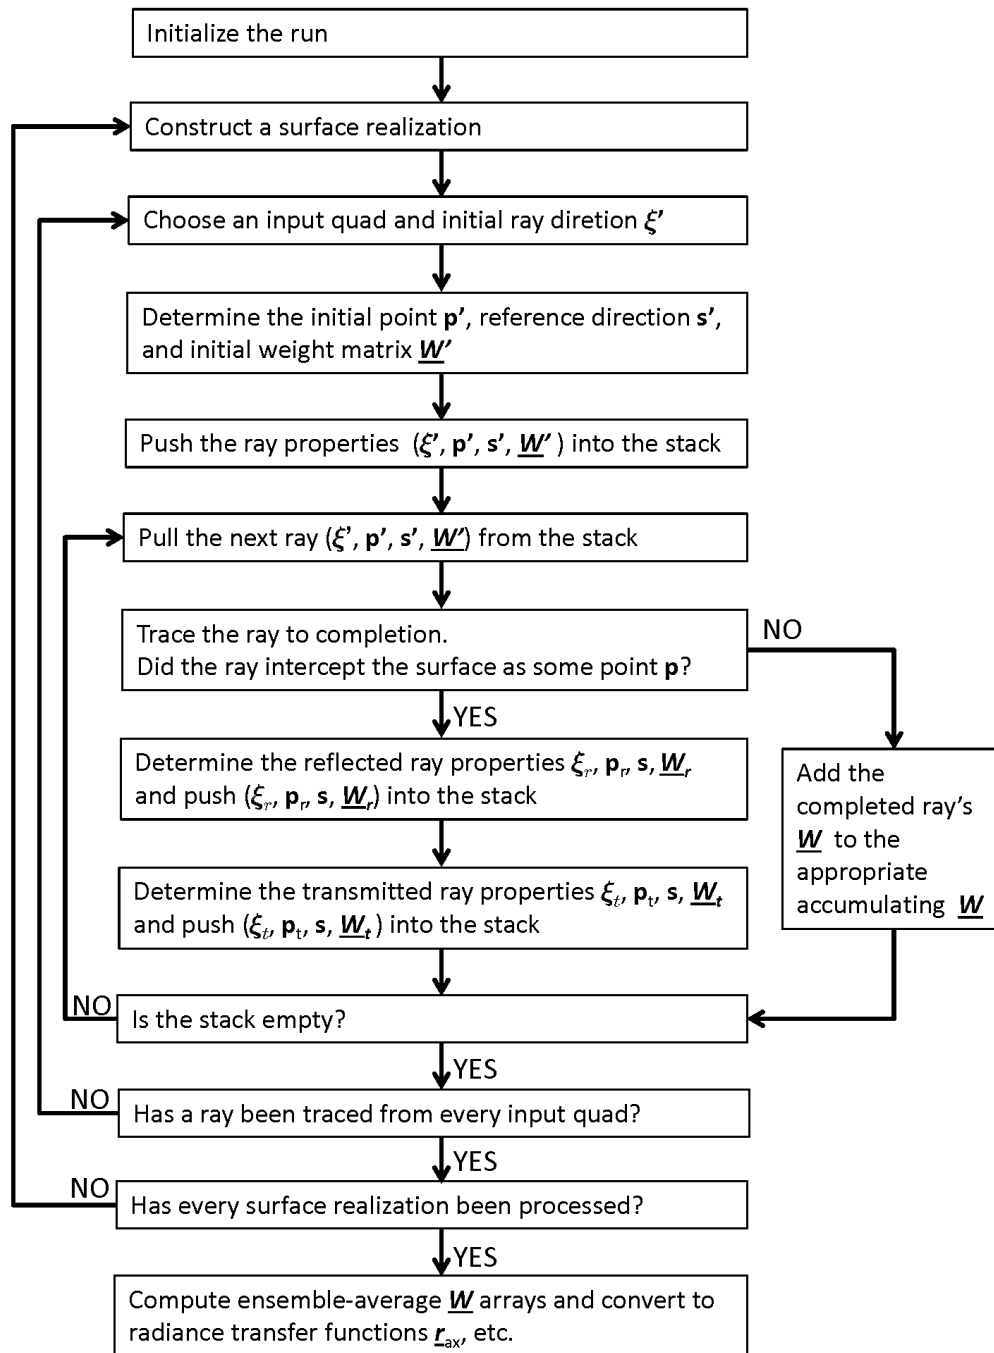 Initialize the run
Construct a surface realization
Choose an input quad and initial ray diretion ξ'
Determine the initial point p', reference direction s',
and initial weight matrix W'
Push the ray properties (ξ', p', s', W' ) into the stack
Pull the next ray (ξ', p', s', W') from the stack
Trace the ray to completion.
Did the ray intercept the surface as some point p?
NO
YES
Determine the reflected ray properties ξr, pr, s, Wr
and push (ξr, pr, s, Wr) into the stack
Add the
completed ray's
W to the
appropriate
accumulating W
Determine the transmitted ray properties ξt, pt, s, Wt
and push (ξt, pt, s, Wt ) into the stack
NO
Is the stack empty?
YES
NO
Has a ray been traced from every input quad?
YES
NO
Has every surface realization been processed?
YES
Compute ensemble-average W arrays and convert to
radiance transfer functions rax, etc.